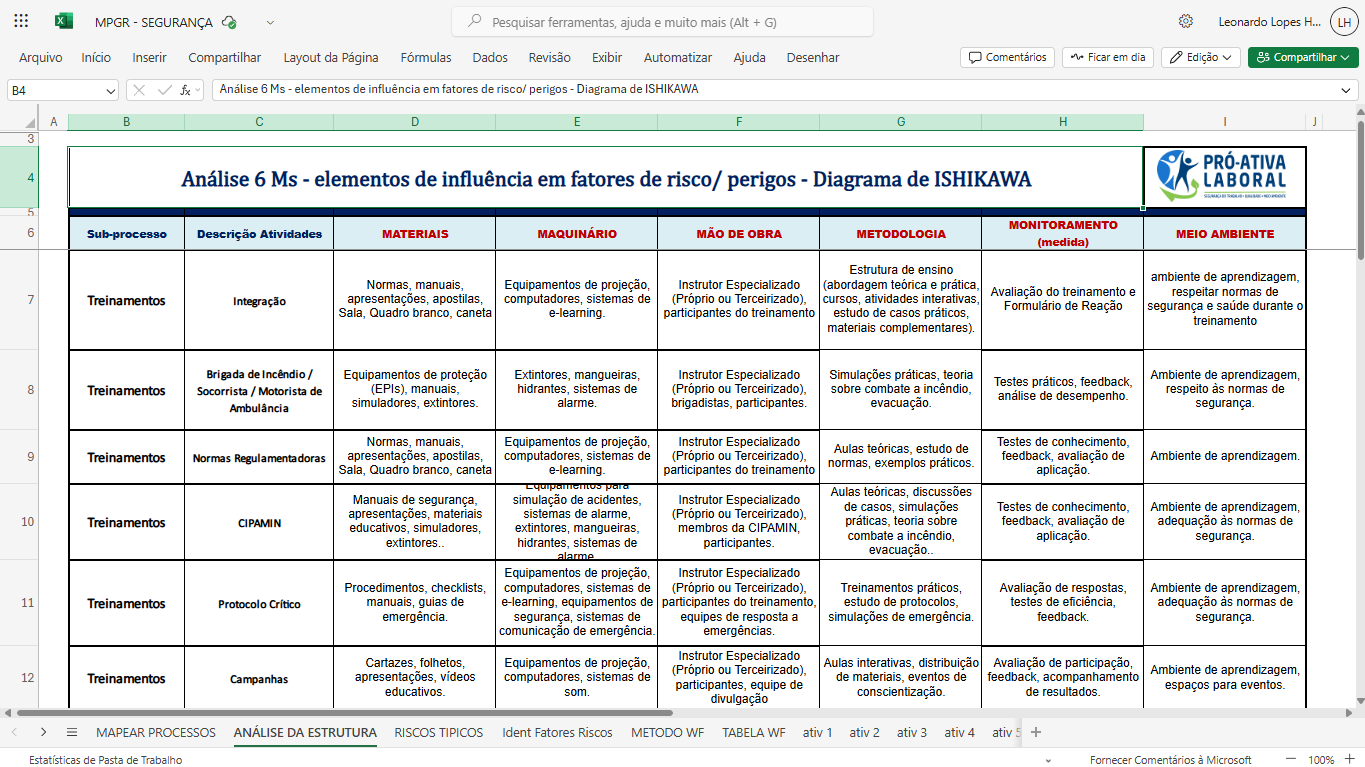 MPGR - SEGURANÇA
Pesquisar ferramentas, ajuda e muito mais (Alt + G)
Leonardo Lopes H...
LH
Arquivo Início Inserir Compartilhar Layout da Página Fórmulas Dados Revisão Exibir Automatizar Ajuda Desenhar
Comentários Ficar em dia Edição Compartilhar
B4
fx
Análise 6 Ms - elementos de influência em fatores de risco/ perigos - Diagrama de ISHIKAWA
A B C D E F G H I J
3
4
Análise 6 Ms - elementos de influência em fatores de risco/ perigos - Diagrama de ISHIKAWA
PRÓ-ATIVA
LABORAL
SEGURANÇA DO TRABALHO • QUALIDADE • MEIO AMBIENTE
5
6
Sub-processo
Descrição Atividades
MATERIAIS
MAQUINÁRIO
MÃO DE OBRA
METODOLOGIA
MONITORAMENTO
(medida)
MEIO AMBIENTE
7
Treinamentos
Integração
Normas, manuais,
apresentações, apostilas,
Sala, Quadro branco, caneta
Equipamentos de projeção,
computadores, sistemas de
e-learning.
Instrutor Especializado
(Próprio ou Terceirizado),
participantes do treinamento
Estrutura de ensino
(abordagem teórica e prática,
cursos, atividades interativas,
estudo de casos práticos,
materiais complementares).
Avaliação do treinamento e
Formulário de Reação
ambiente de aprendizagem,
respeitar normas de
segurança e saúde durante o
treinamento
8
Treinamentos
Brigada de Incêndio /
Socorrista / Motorista de
Ambulância
Equipamentos de proteção
(EPIs), manuais,
simuladores, extintores.
Extintores, mangueiras,
hidrantes, sistemas de
alarme.
Instrutor Especializado
(Próprio ou Terceirizado),
brigadistas, participantes.
Simulações práticas, teoria
sobre combate a incêndio,
evacuação.
Testes práticos, feedback,
análise de desempenho.
Ambiente de aprendizagem,
respeito às normas de
segurança.
9
Treinamentos
Normas Regulamentadoras
Normas, manuais,
apresentações, apostilas,
Sala, Quadro branco, caneta
Equipamentos de projeção,
computadores, sistemas de
e-learning.
Instrutor Especializado
(Próprio ou Terceirizado),
participantes do treinamento
Aulas teóricas, estudo de
normas, exemplos práticos.
Testes de conhecimento,
feedback, avaliação de
aplicação.
Ambiente de aprendizagem.
10
Treinamentos
CIPAMIN
Manuais de segurança,
apresentações, materiais
educativos, simuladores,
extintores..
Equipamentos para
simulação de acidentes,
sistemas de alarme,
extintores, mangueiras,
hidrantes, sistemas de
alarme
Instrutor Especializado
(Próprio ou Terceirizado),
membros da CIPAMIN,
participantes.
Aulas teóricas, discussões
de casos, simulações
práticas, teoria sobre
combate a incêndio,
evacuação..
Testes de conhecimento,
feedback, avaliação de
aplicação.
Ambiente de aprendizagem,
adequação às normas de
segurança.
11
Treinamentos
Protocolo Crítico
Procedimentos, checklists,
manuais, guias de
emergência.
Equipamentos de projeção,
computadores, sistemas de
e-learning, equipamentos de
segurança, sistemas de
comunicação de emergência.
Instrutor Especializado
(Próprio ou Terceirizado),
participantes do treinamento,
equipes de resposta a
emergências.
Treinamentos práticos,
estudo de protocolos,
simulações de emergência.
Avaliação de respostas,
testes de eficiência,
feedback.
Ambiente de aprendizagem,
adequação às normas de
segurança.
12
Treinamentos
Campanhas
Cartazes, folhetos,
apresentações, vídeos
educativos.
Equipamentos de projeção,
computadores, sistemas de
som.
Instrutor Especializado
(Próprio ou Terceirizado),
participantes, equipe de
divulgação
Aulas interativas, distribuição
de materiais, eventos de
conscientização.
Avaliação de participação,
feedback, acompanhamento
de resultados.
Ambiente de aprendizagem,
espaços para eventos.
MAPEAR PROCESSOS ANÁLISE DA ESTRUTURA RISCOS TIPICOS Ident Fatores Riscos METODO WF TABELA WF ativ 1 ativ 2 ativ 3 ativ 4 ativ 5
Estatísticas de Pasta de Trabalho
Fornecer Comentários à Microsoft
100%